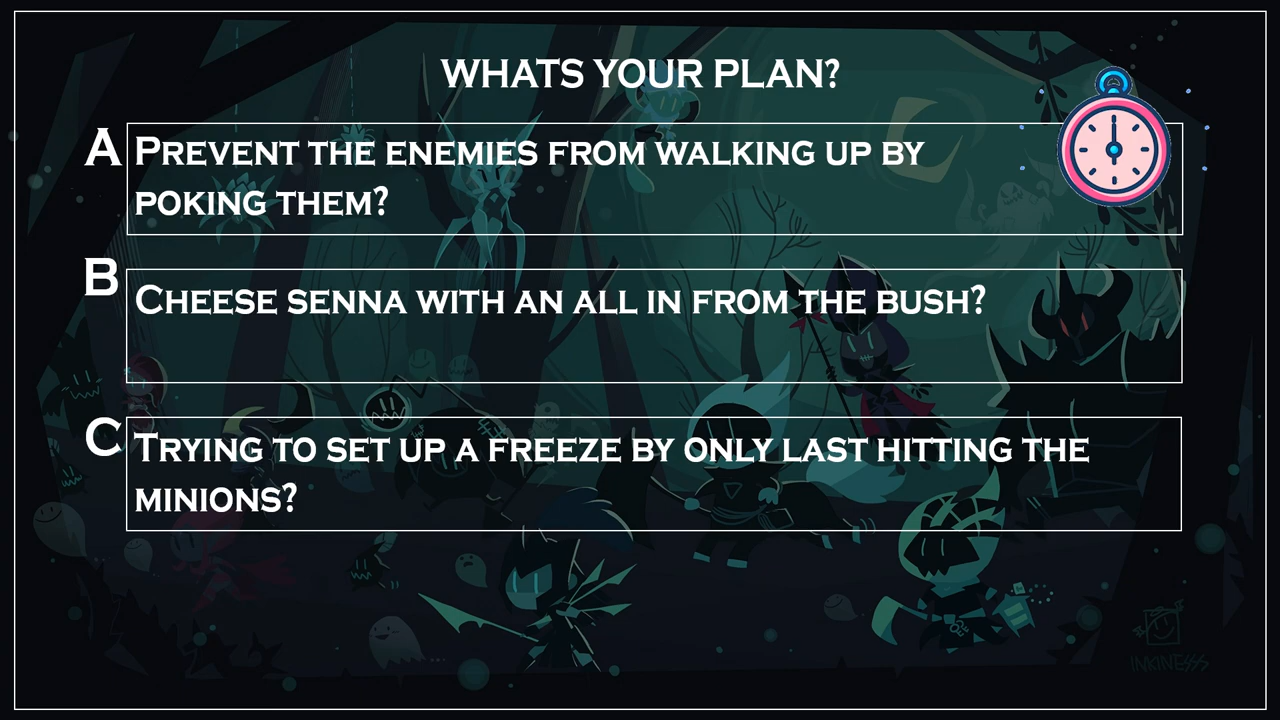 WHATS YOUR PLAN?
A
PREVENT THE ENEMIES FROM WALKING UP BY
POKING THEM?
B
CHEESE SENNA WITH AN ALL IN FROM THE BUSH?
C
TRYING TO SET UP A FREEZE BY ONLY LAST HITTING THE
MINIONS?
INKINESSS